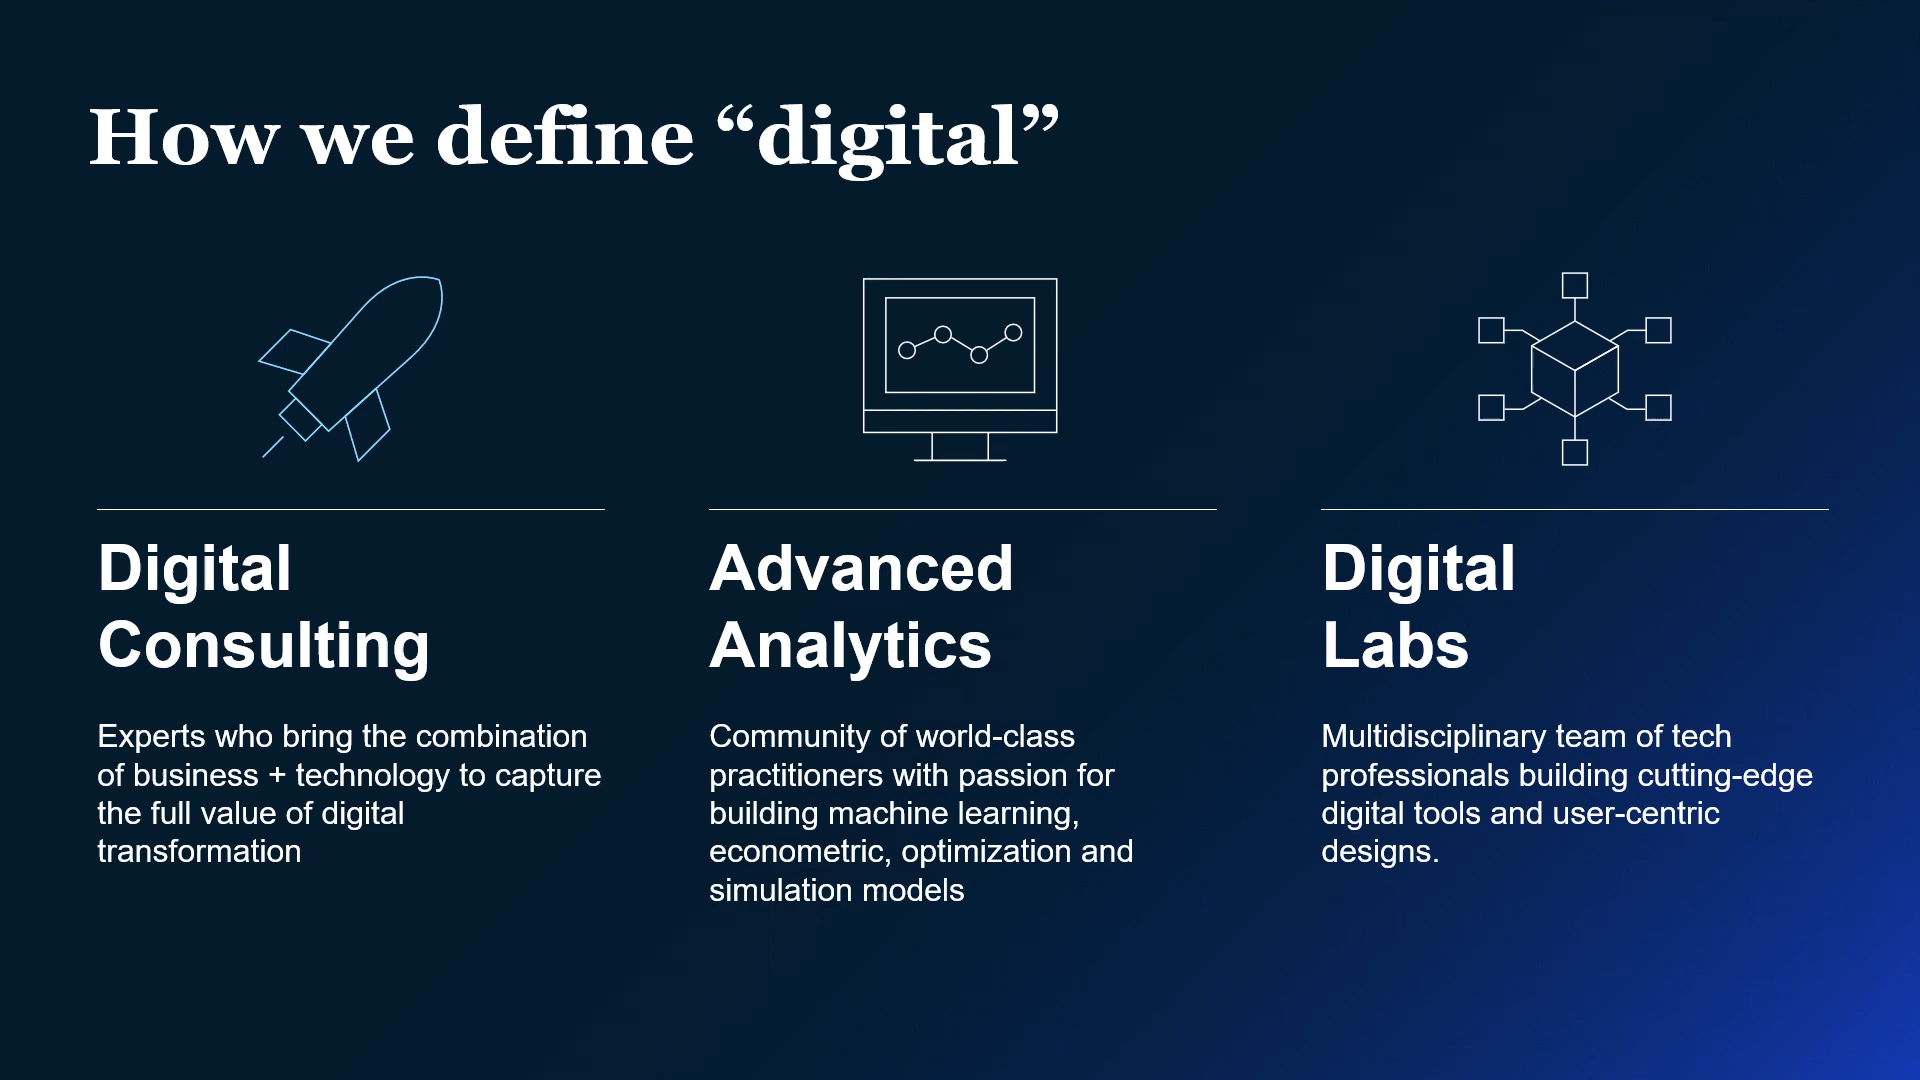 How we define “digital”
Digital
Consulting
Experts who bring the combination
of business + technology to capture
the full value of digital
transformation
Advanced
Analytics
Community of world-class
practitioners with passion for
building machine learning,
econometric, optimization and
simulation models
Digital
Labs
Multidisciplinary team of tech
professionals building cutting-edge
digital tools and user-centric
designs.